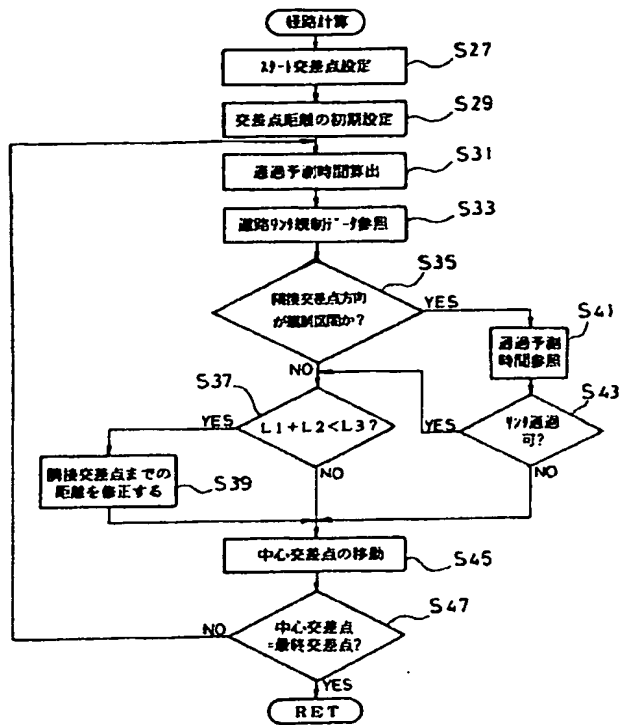 経路計算
スタート交差点設定
S27
交差点距離の初期設定
S29
通過予測時間算出
S31
道路リンク規制データ参照
S33
隣接交差点方向
が規制区間か?
S35
YES
NO
通過予測
時間参照
S41
リンク通過
可?
S43
YES
NO
L1+L2<L3?
S37
YES
NO
隣接交差点までの
距離を修正する
S39
中心交差点の移動
S45
中心交差点
=最終交差点?
S47
NO
YES
RET